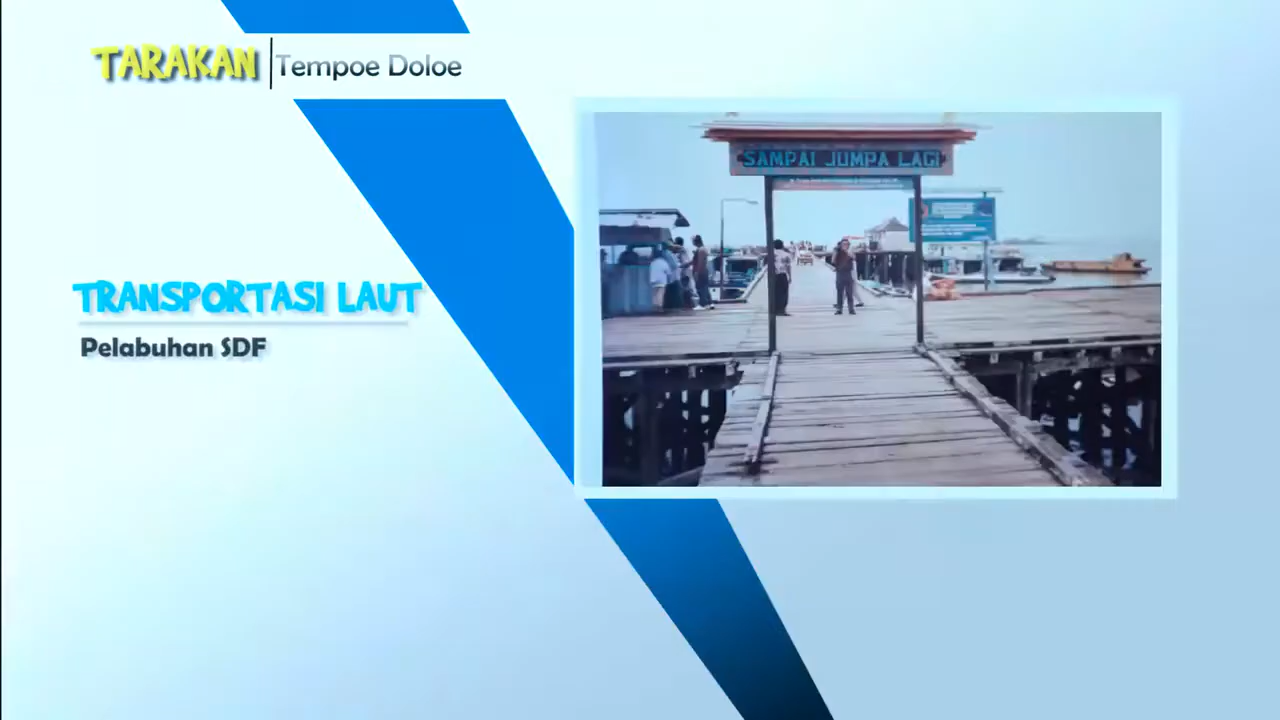 TARAKAN Tempoe Doloe
SAMPAI JUMPA LAGI
TRANSPORTASI LAUT
Pelabuhan SDF